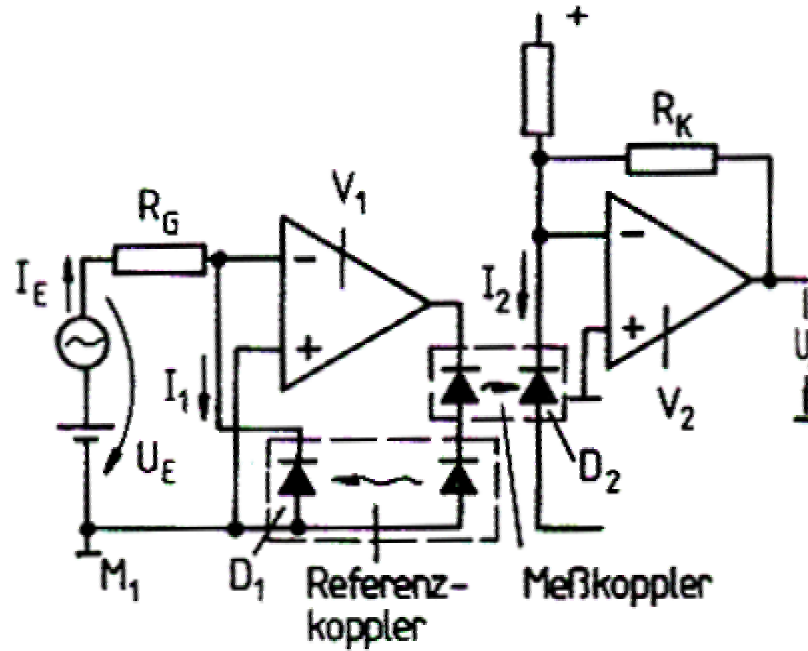 +
R_K
V_1
R_G
-
-
I_E
I_2
+
+
I_1
V_2
U_E
D_2
U
M_1
D_1
Referenz-
koppler
Meßkoppler